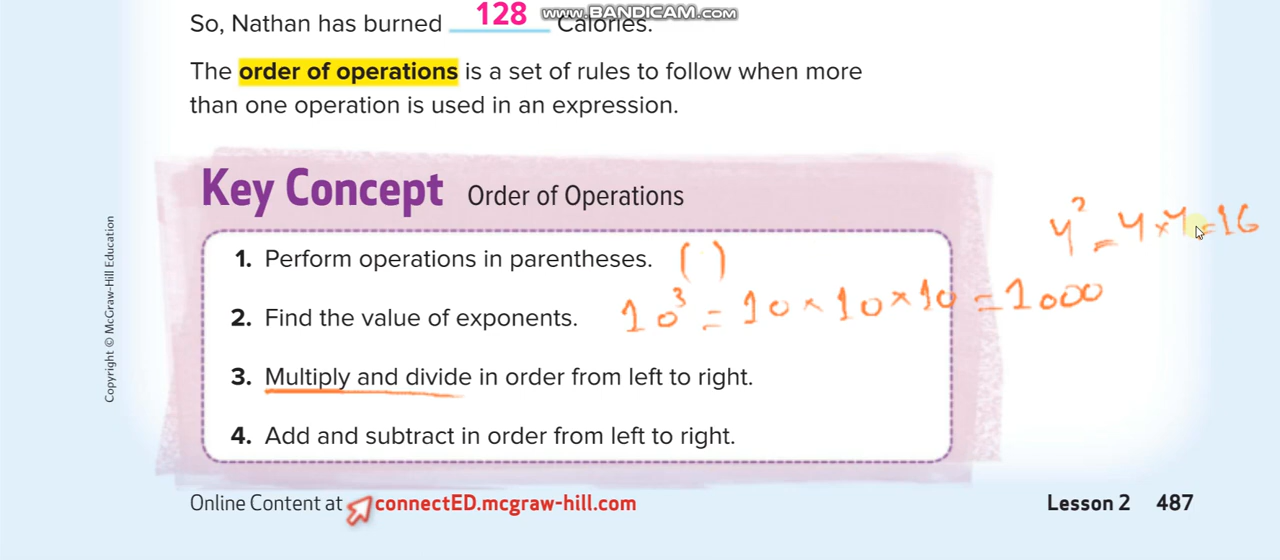 www.BANDICAM.com
So, Nathan has burned 128 Calories.
The order of operations is a set of rules to follow when more
than one operation is used in an expression.
Key Concept Order of Operations
4² = 4 × 4 = 16
1. Perform operations in parentheses. ( )
2. Find the value of exponents. 10³ = 10 × 10 × 10 = 1000
3. Multiply and divide in order from left to right.
4. Add and subtract in order from left to right.
Copyright © McGraw-Hill Education
Online Content at connectED.mcgraw-hill.com
Lesson 2 487